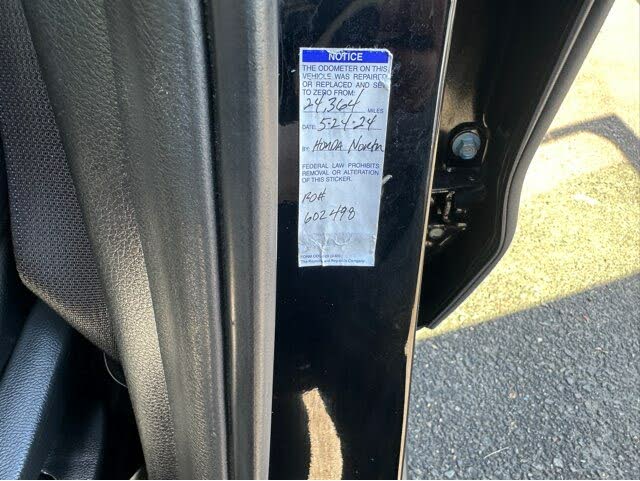 NOTICE
THE ODOMETER ON THIS
VEHICLE WAS REPAIRED
OR REPLACED AND SET
TO ZERO FROM:
24,364 MILES
DATE: 5-24-24
BY: HONDA
FEDERAL LAW PROHIBITS
REMOVAL OR ALTERATION
OF THIS STICKER.
RO#
602498